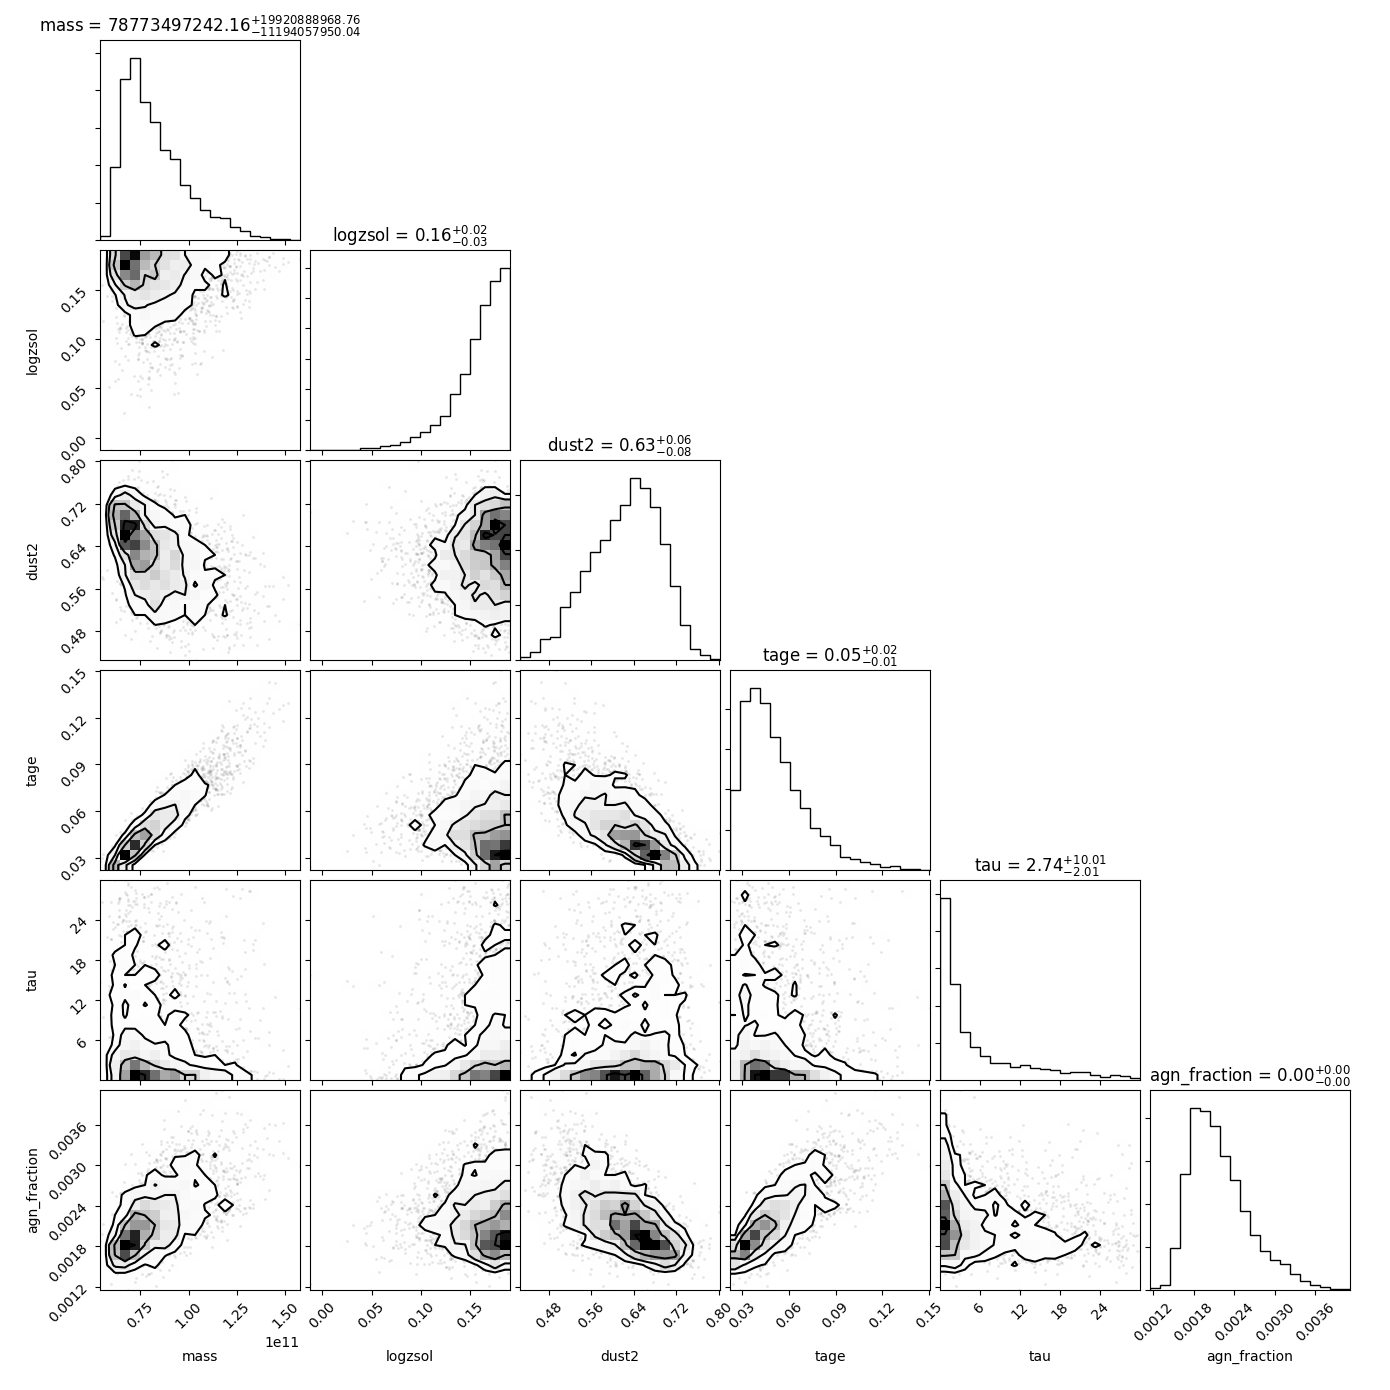 mass = 78773497242.16+19920888968.76−11194057950.04
logzsol = 0.16+0.02−0.03
0.15
0.10
0.05
0.00
logzsol
dust2 = 0.63+0.06−0.08
0.80
0.72
0.64
0.56
0.48
dust2
tage = 0.05+0.02−0.01
0.15
0.12
0.09
0.06
0.03
tage
tau = 2.74+10.01−2.01
24
18
12
6
tau
agn_fraction = 0.00+0.00−0.00
0.0036
0.0030
0.0024
0.0018
0.0012
agn_fraction
0.75 1.00 1.25 1.50 0.00 0.05 0.10 0.15 0.48 0.56 0.64 0.72 0.80 0.03 0.06 0.09 0.12 0.15 6 12 18 24 0.0012 0.0018 0.0024 0.0030 0.0036
1e11
mass logzsol dust2 tage tau agn_fraction